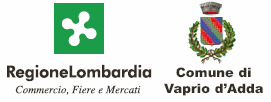 RegioneLombardia
Commercio, Fiere e Mercati
Comune di
Vaprio d'Adda